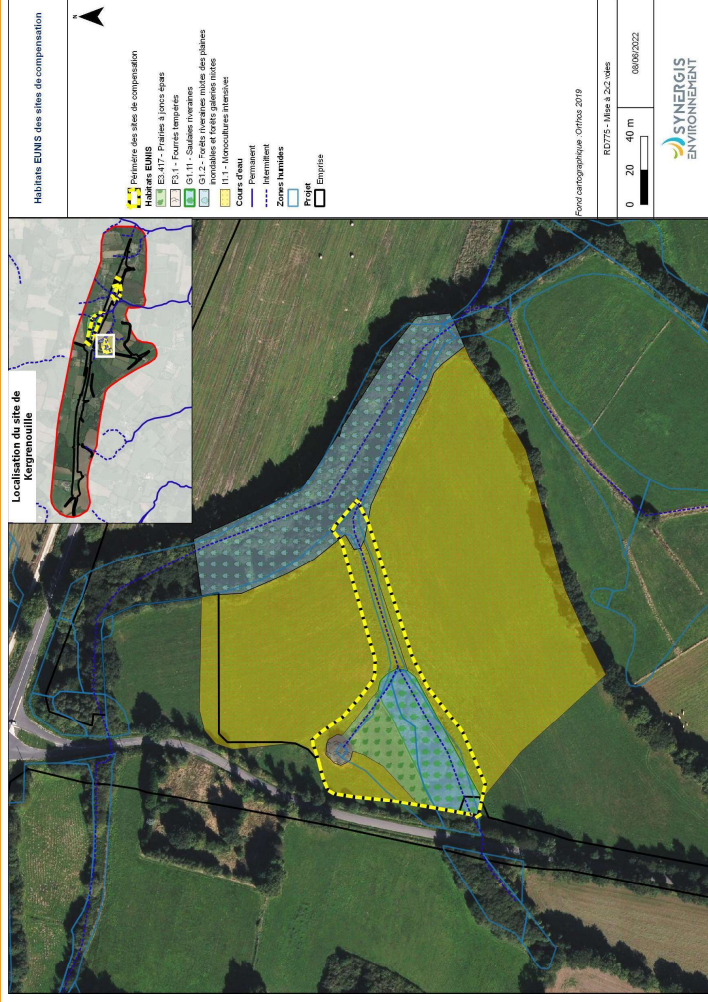 Habitats EUNIS des sites de compensation
N
Périmètre des sites de compensation
Habitats EUNIS
E3.417 - Prairies à joncs épais
F3.1 - Fourrés tempérés
G1.11 - Saulaies riveraines
G1.2 - Forêts riveraines mixtes des plaines
inondables et forêts galeries mixtes
I1.1 - Monocultures intensives
Cours d'eau
Permanent
Intermittent
Zones humides
Projet
Emprise
Fond cartographique : Orthos 2019
RD775 - Mise à 2x2 voies
0 20 40 m
08/06/2022
SYNERGIS
ENVIRONNEMENT
Localisation du site de
Kergrenouille